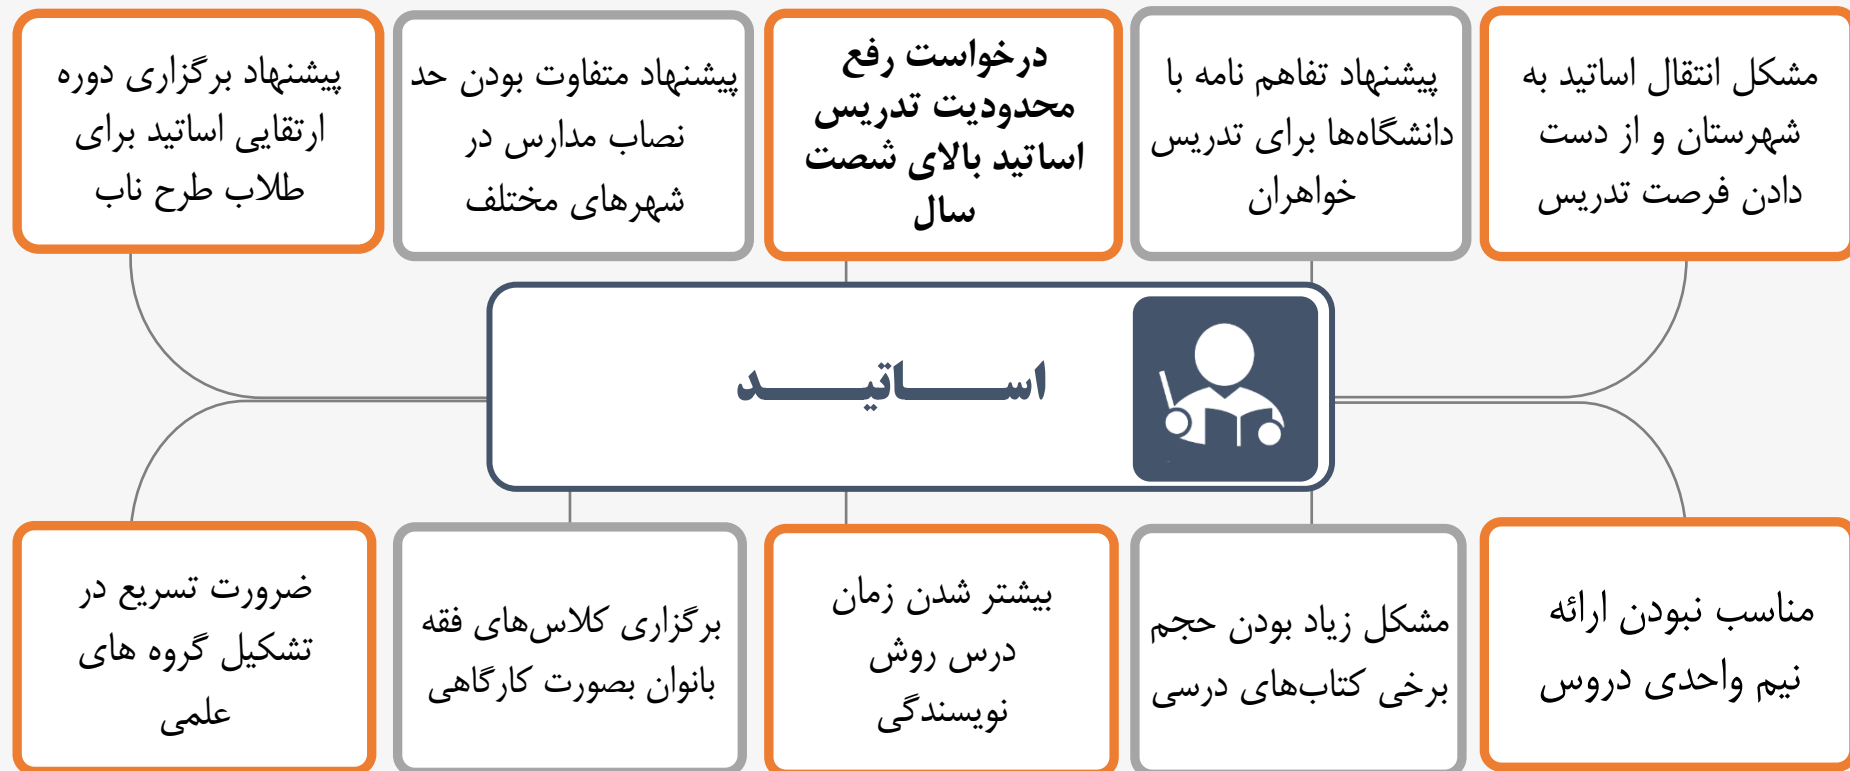 مشکل انتقال اساتید به
شهرستان و از دست
دادن فرصت تدریس
پیشنهاد تفاهم نامه با
دانشگاه‌ها برای تدریس
خواهران
درخواست رفع
محدودیت تدریس
اساتید بالای شصت
سال
پیشنهاد متفاوت بودن حد
نصاب مدارس در
شهرهای مختلف
پیشنهاد برگزاری دوره
ارتقایی اساتید برای
طلاب طرح ناب
اســــاتیــــد
مناسب نبودن ارائه
نیم واحدی دروس
مشکل زیاد بودن حجم
برخی کتاب‌های درسی
بیشتر شدن زمان
درس روش
نویسندگی
برگزاری کلاس‌های فقه
بانوان بصورت کارگاهی
ضرورت تسریع در
تشکیل گروه های
علمی